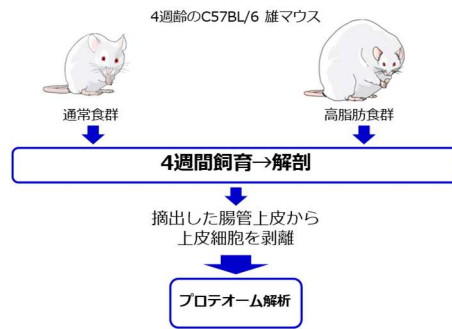 4週齢のC57BL/6 雄マウス
通常食群
高脂肪食群
4週間飼育→解剖
摘出した腸管上皮から
上皮細胞を剥離
プロテオーム解析